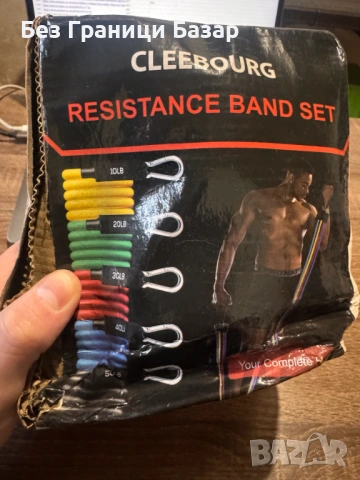 Без Граници Базар
CLEEBOURG
RESISTANCE BAND SET
10LB
20LB
30LB
40LB
Your Complete
BAZAR